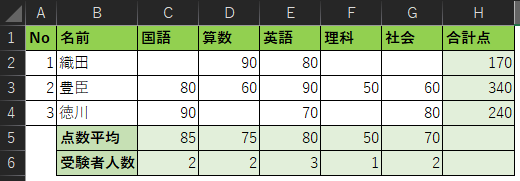 A B C D E F G H
1 No 名前 国語 算数 英語 理科 社会 合計点
2 1 織田 90 80 170
3 2 豊臣 80 60 90 50 60 340
4 3 徳川 90 70 80 240
5 点数平均 85 75 80 50 70
6 受験者人数 2 2 3 1 2